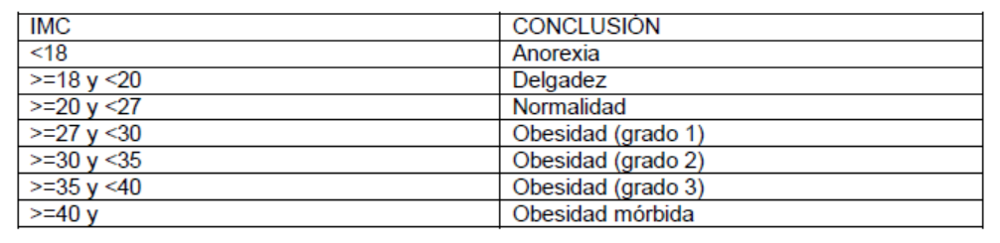 IMC CONCLUSIÓN
<18 Anorexia
>=18 y <20 Delgadez
>=20 y <27 Normalidad
>=27 y <30 Obesidad (grado 1)
>=30 y <35 Obesidad (grado 2)
>=35 y <40 Obesidad (grado 3)
>=40 y Obesidad mórbida